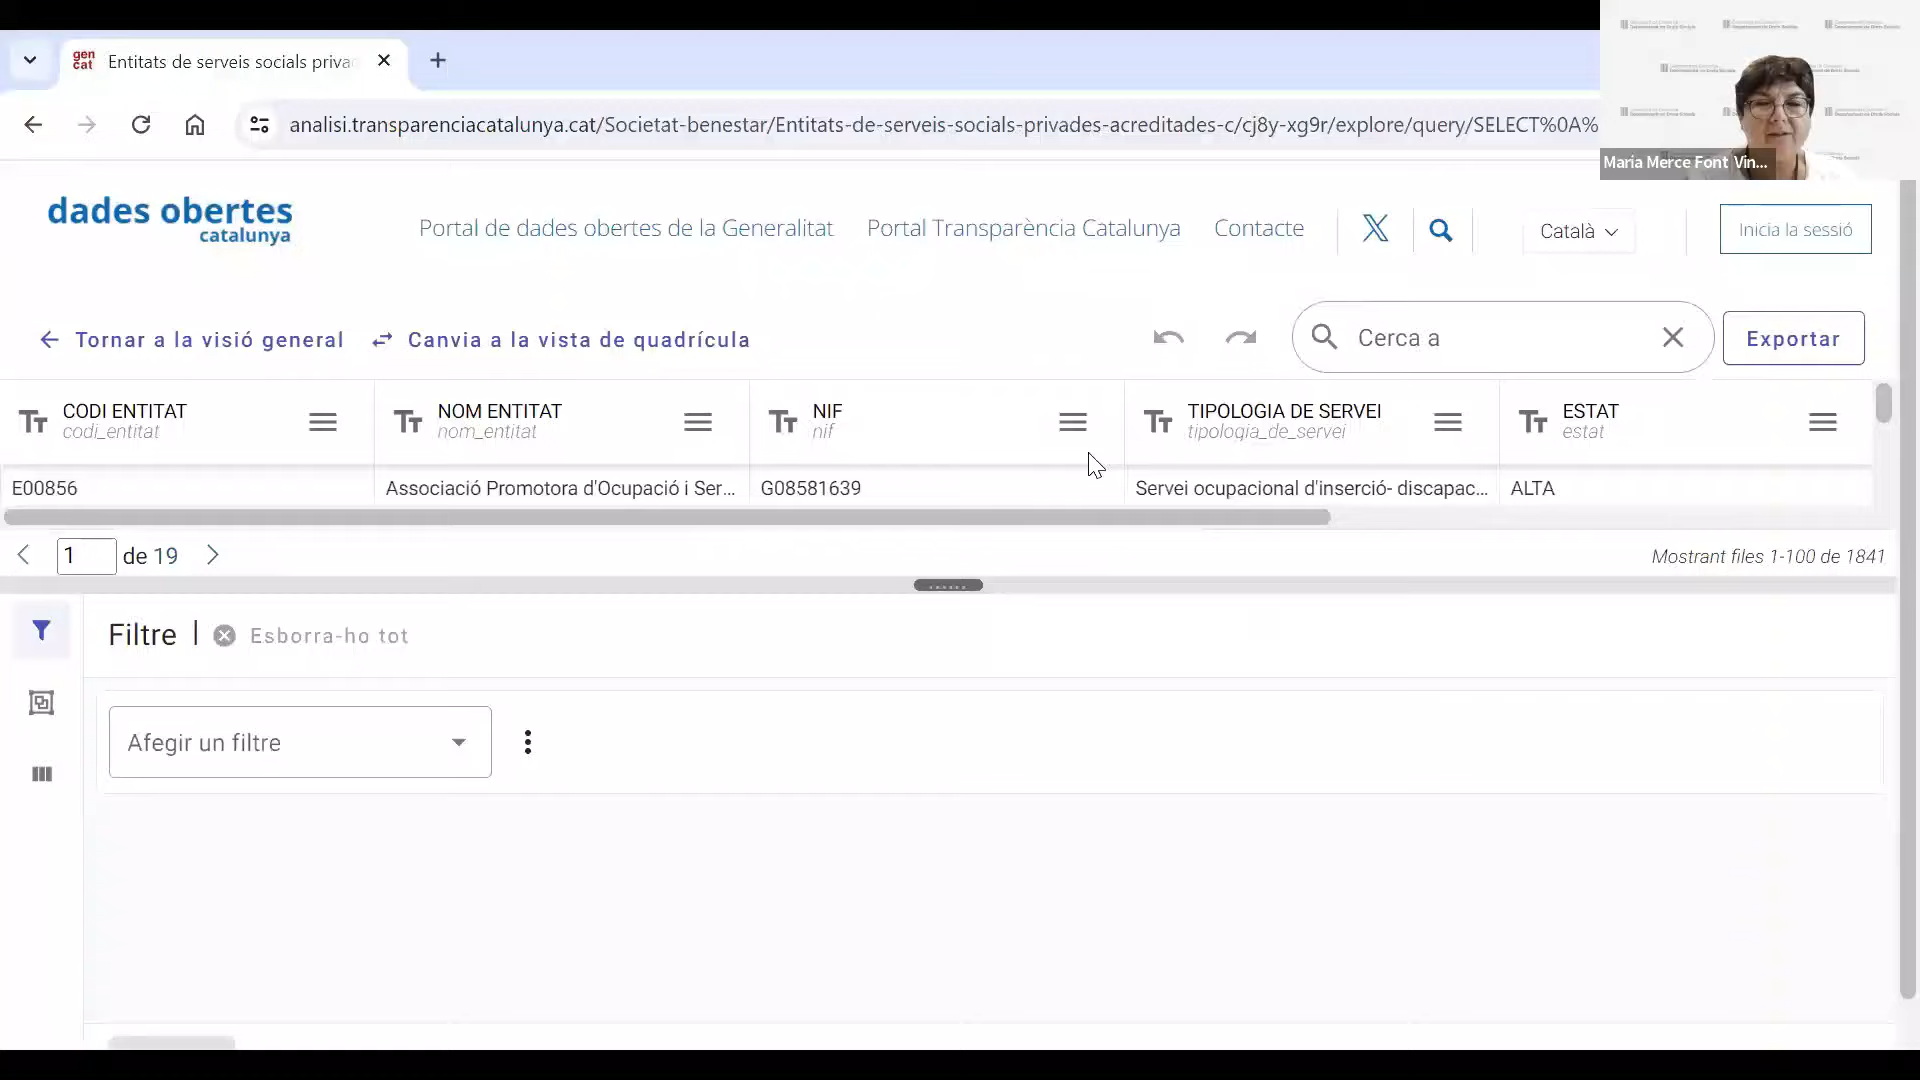 Entitats de serveis socials priva
gen
cat
analisi.transparenciacatalunya.cat/Societat-benestar/Entitats-de-serveis-socials-privades-acreditades-c/cj8y-xg9r/explore/query/SELECT%0A%
Maria Merce Font Vin...
dades obertes
catalunya
Portal de dades obertes de la Generalitat
Portal Transparència Catalunya
Contacte
Català
Inicia la sessió
Tornar a la visió general
Canvia a la vista de quadrícula
Cerca a
Exportar
CODI ENTITAT
codi_entitat
NOM ENTITAT
nom_entitat
NIF
nif
TIPOLOGIA DE SERVEI
tipologia_de_servei
ESTAT
estat
E00856
Associació Promotora d'Ocupació i Ser...
G08581639
Servei ocupacional d'inserció- discapac...
ALTA
1 de 19
Mostrant files 1-100 de 1841
Filtre | Esborra-ho tot
Afegir un filtre